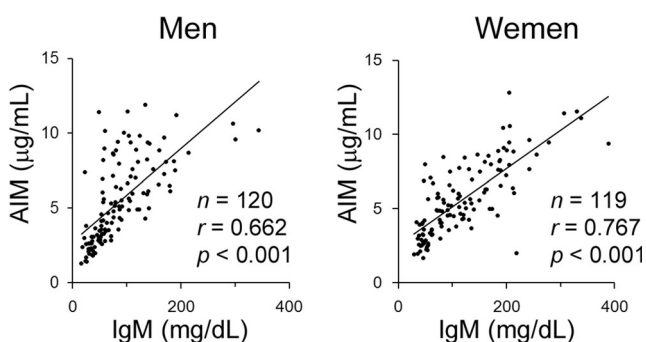 Men
15
10
5
0
AIM (μg/mL)
n = 120
r = 0.662
p < 0.001
0 200 400
IgM (mg/dL)
Wemen
15
10
5
0
AIM (μg/mL)
n = 119
r = 0.767
p < 0.001
0 200 400
IgM (mg/dL)